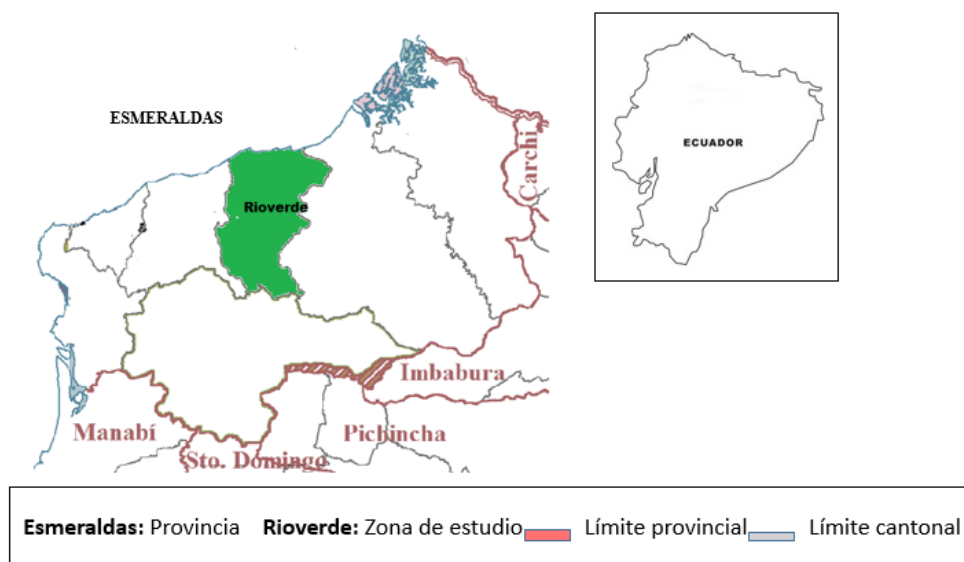 ESMERALDAS
ECUADOR
Carchi
Rioverde
Imbabura
Manabí
Pichincha
Sto. Domingo
Esmeraldas: Provincia Rioverde: Zona de estudio Límite provincial Límite cantonal